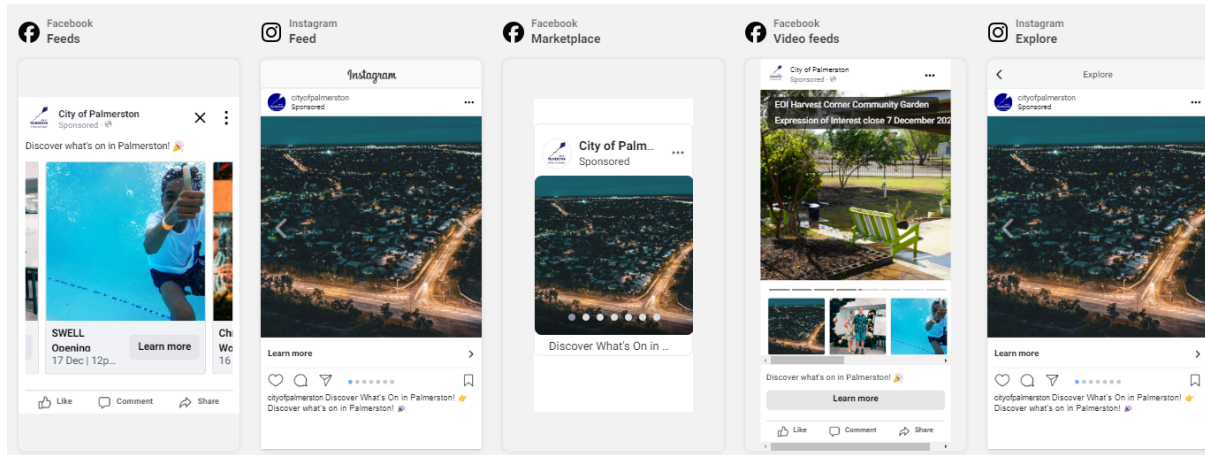 Facebook
Feeds
City of Palmerston
Sponsored ·
Discover what's on in Palmerston! 🎉
SWELL
Opening
17 Dec | 12p...
Learn more
Ch
Wo
16
Like
Comment
Share
Instagram
Feed
Instagram
cityofpalmerston
Sponsored
Learn more
cityofpalmerston Discover What's On in Palmerston! 👉
Discover what's on in Palmerston! 🎉
Facebook
Marketplace
City of Palm...
Sponsored
Discover What's On in ...
Facebook
Video feeds
City of Palmerston
Sponsored ·
EOI Harvest Corner Community Garden
Expression of Interest close 7 December 202
Discover what's on in Palmerston! 🎉
Learn more
Like
Comment
Share
Instagram
Explore
Explore
cityofpalmerston
Sponsored
Learn more
cityofpalmerston Discover What's On in Palmerston! 👉
Discover what's on in Palmerston! 🎉